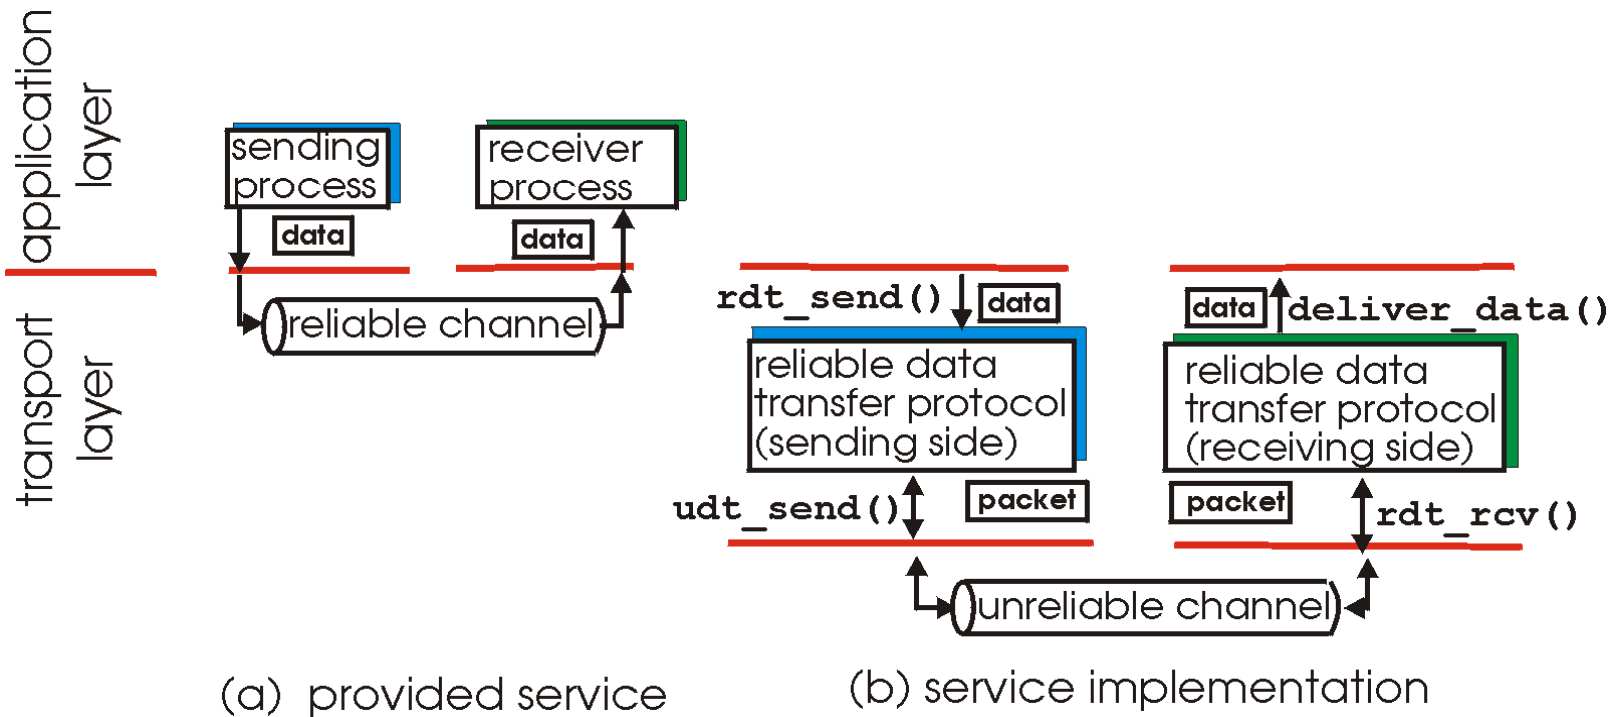 application
layer
transport
layer
sending
process
data
receiver
process
data
reliable channel
(a) provided service
rdt_send()
data
reliable data
transfer protocol
(sending side)
udt_send()
packet
data
deliver_data()
reliable data
transfer protocol
(receiving side)
packet
rdt_rcv()
unreliable channel
(b) service implementation